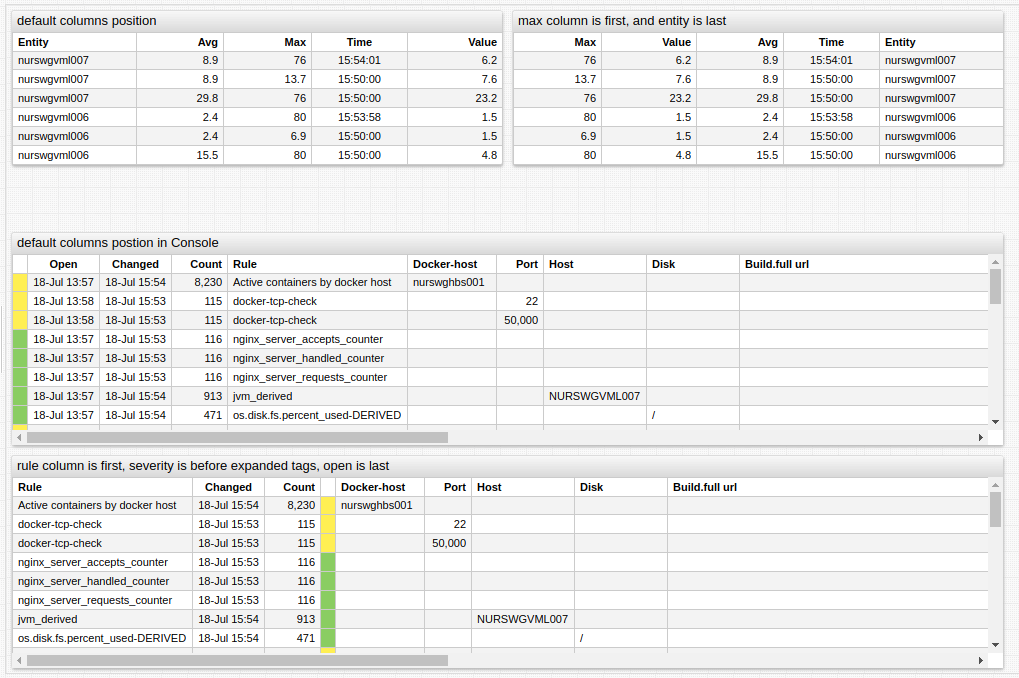 default columns position
Entity Avg Max Time Value
nurswgvml007 8.9 76 15:54:01 6.2
nurswgvml007 8.9 13.7 15:50:00 7.6
nurswgvml007 29.8 76 15:50:00 23.2
nurswgvml006 2.4 80 15:53:58 1.5
nurswgvml006 2.4 6.9 15:50:00 1.5
nurswgvml006 15.5 80 15:50:00 4.8
max column is first, and entity is last
Max Value Avg Time Entity
76 6.2 8.9 15:54:01 nurswgvml007
13.7 7.6 8.9 15:50:00 nurswgvml007
76 23.2 29.8 15:50:00 nurswgvml007
80 1.5 2.4 15:53:58 nurswgvml006
6.9 1.5 2.4 15:50:00 nurswgvml006
80 4.8 15.5 15:50:00 nurswgvml006
default columns postion in Console
Open Changed Count Rule Docker-host Port Host Disk Build.full url
18-Jul 13:57 18-Jul 15:54 8,230 Active containers by docker host nurswghbs001
18-Jul 13:58 18-Jul 15:53 115 docker-tcp-check 22
18-Jul 13:58 18-Jul 15:53 115 docker-tcp-check 50,000
18-Jul 13:57 18-Jul 15:53 116 nginx_server_accepts_counter
18-Jul 13:57 18-Jul 15:53 116 nginx_server_handled_counter
18-Jul 13:57 18-Jul 15:53 116 nginx_server_requests_counter
18-Jul 13:57 18-Jul 15:54 913 jvm_derived NURSWGVML007
18-Jul 13:57 18-Jul 15:54 471 os.disk.fs.percent_used-DERIVED /
rule column is first, severity is before expanded tags, open is last
Rule Changed Count Docker-host Port Host Disk Build.full url
Active containers by docker host 18-Jul 15:54 8,230 nurswghbs001
docker-tcp-check 18-Jul 15:53 115 22
docker-tcp-check 18-Jul 15:53 115 50,000
nginx_server_accepts_counter 18-Jul 15:53 116
nginx_server_handled_counter 18-Jul 15:53 116
nginx_server_requests_counter 18-Jul 15:53 116
jvm_derived 18-Jul 15:54 913 NURSWGVML007
os.disk.fs.percent_used-DERIVED 18-Jul 15:54 471 /